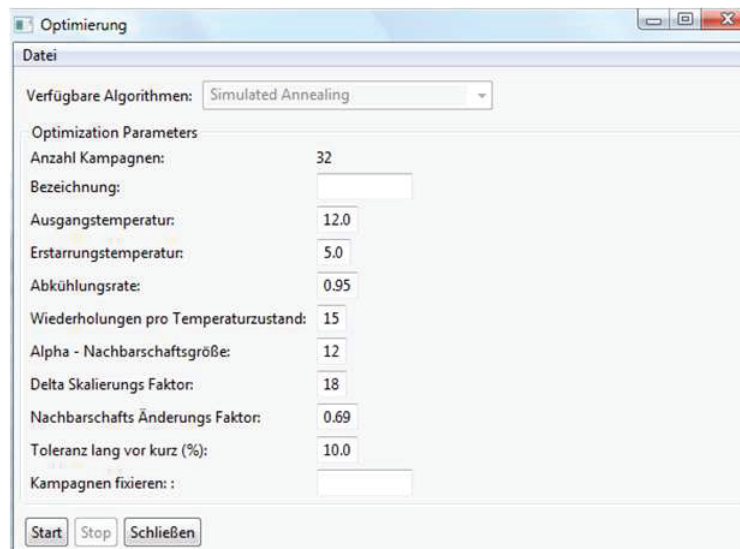 Optimierung
Datei
Verfügbare Algorithmen: Simulated Annealing
Optimization Parameters
Anzahl Kampagnen: 32
Bezeichnung:
Ausgangstemperatur: 12.0
Erstarrungstemperatur: 5.0
Abkühlungsrate: 0.95
Wiederholungen pro Temperaturzustand: 15
Alpha - Nachbarschaftsgröße: 12
Delta Skalierungs Faktor: 18
Nachbarschafts Änderungs Faktor: 0.69
Toleranz lang vor kurz (%): 10.0
Kampagnen fixieren: :
Start Stop Schließen